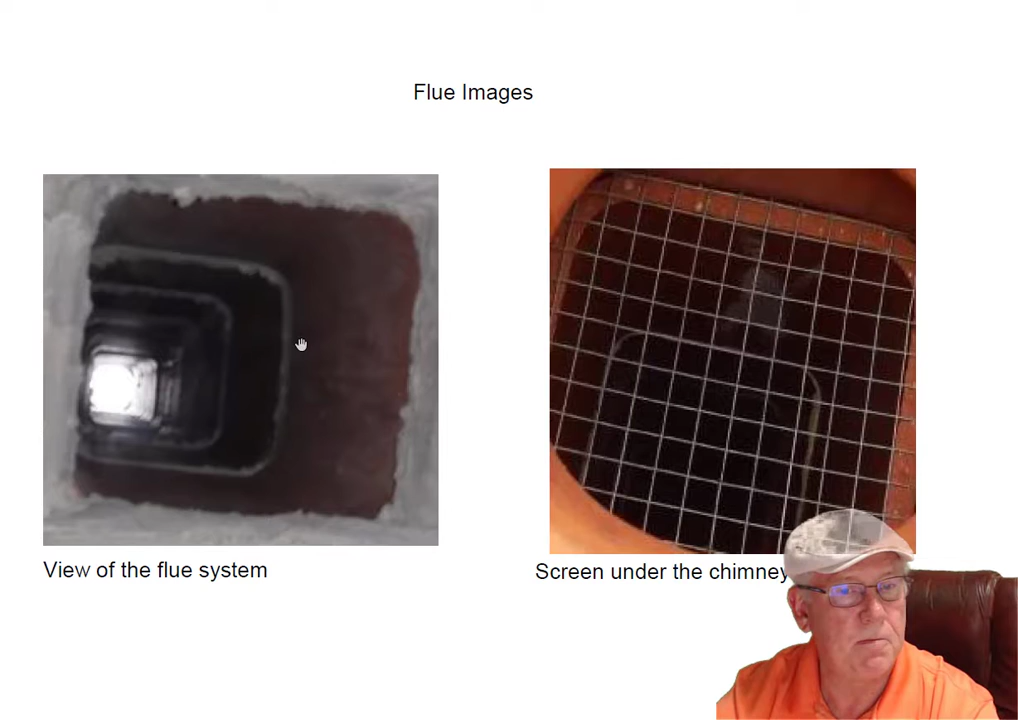 Flue Images
View of the flue system
Screen under the chimney